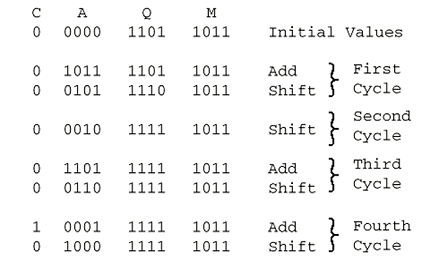 C A Q M
0 0000 1101 1011 Initial Values
0 1011 1101 1011 Add First
0 0101 1110 1011 Shift Cycle
Second
0 0010 1111 1011 Shift Cycle
0 1101 1111 1011 Add Third
0 0110 1111 1011 Shift Cycle
1 0001 1111 1011 Add Fourth
0 1000 1111 1011 Shift Cycle